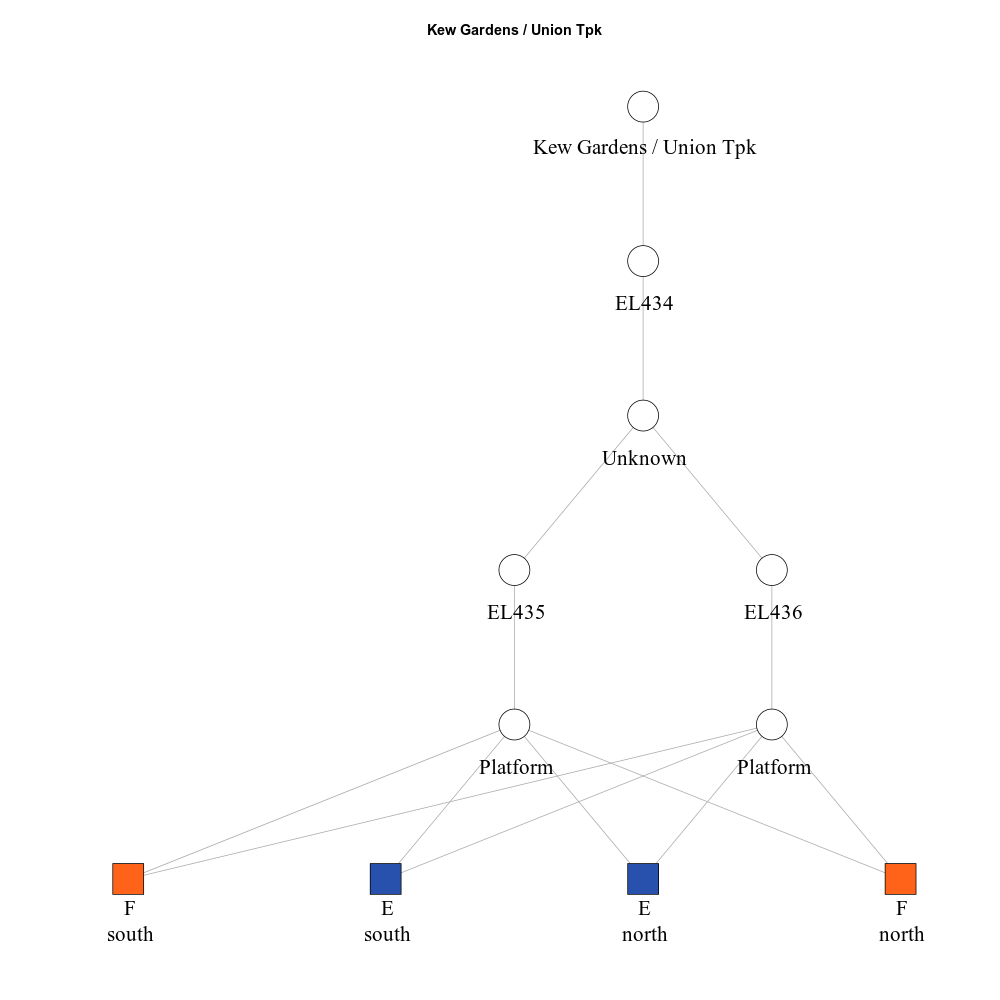 Kew Gardens / Union Tpk
Kew Gardens / Union Tpk
EL434
Unknown
EL435
EL436
Platform
Platform
F
south
E
south
E
north
F
north